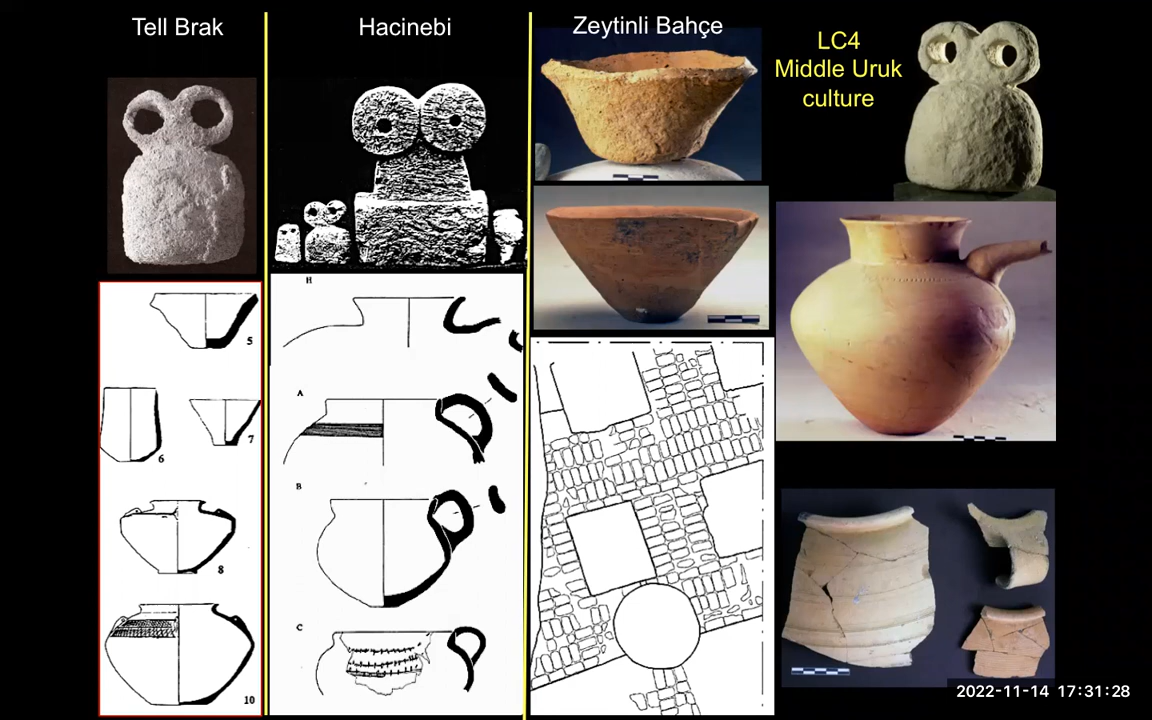 Tell Brak
Hacinebi
Zeytinli Bahçe
LC4
Middle Uruk
culture
5
6
7
8
10
H
A
B
C
2022-11-14 17:31:28